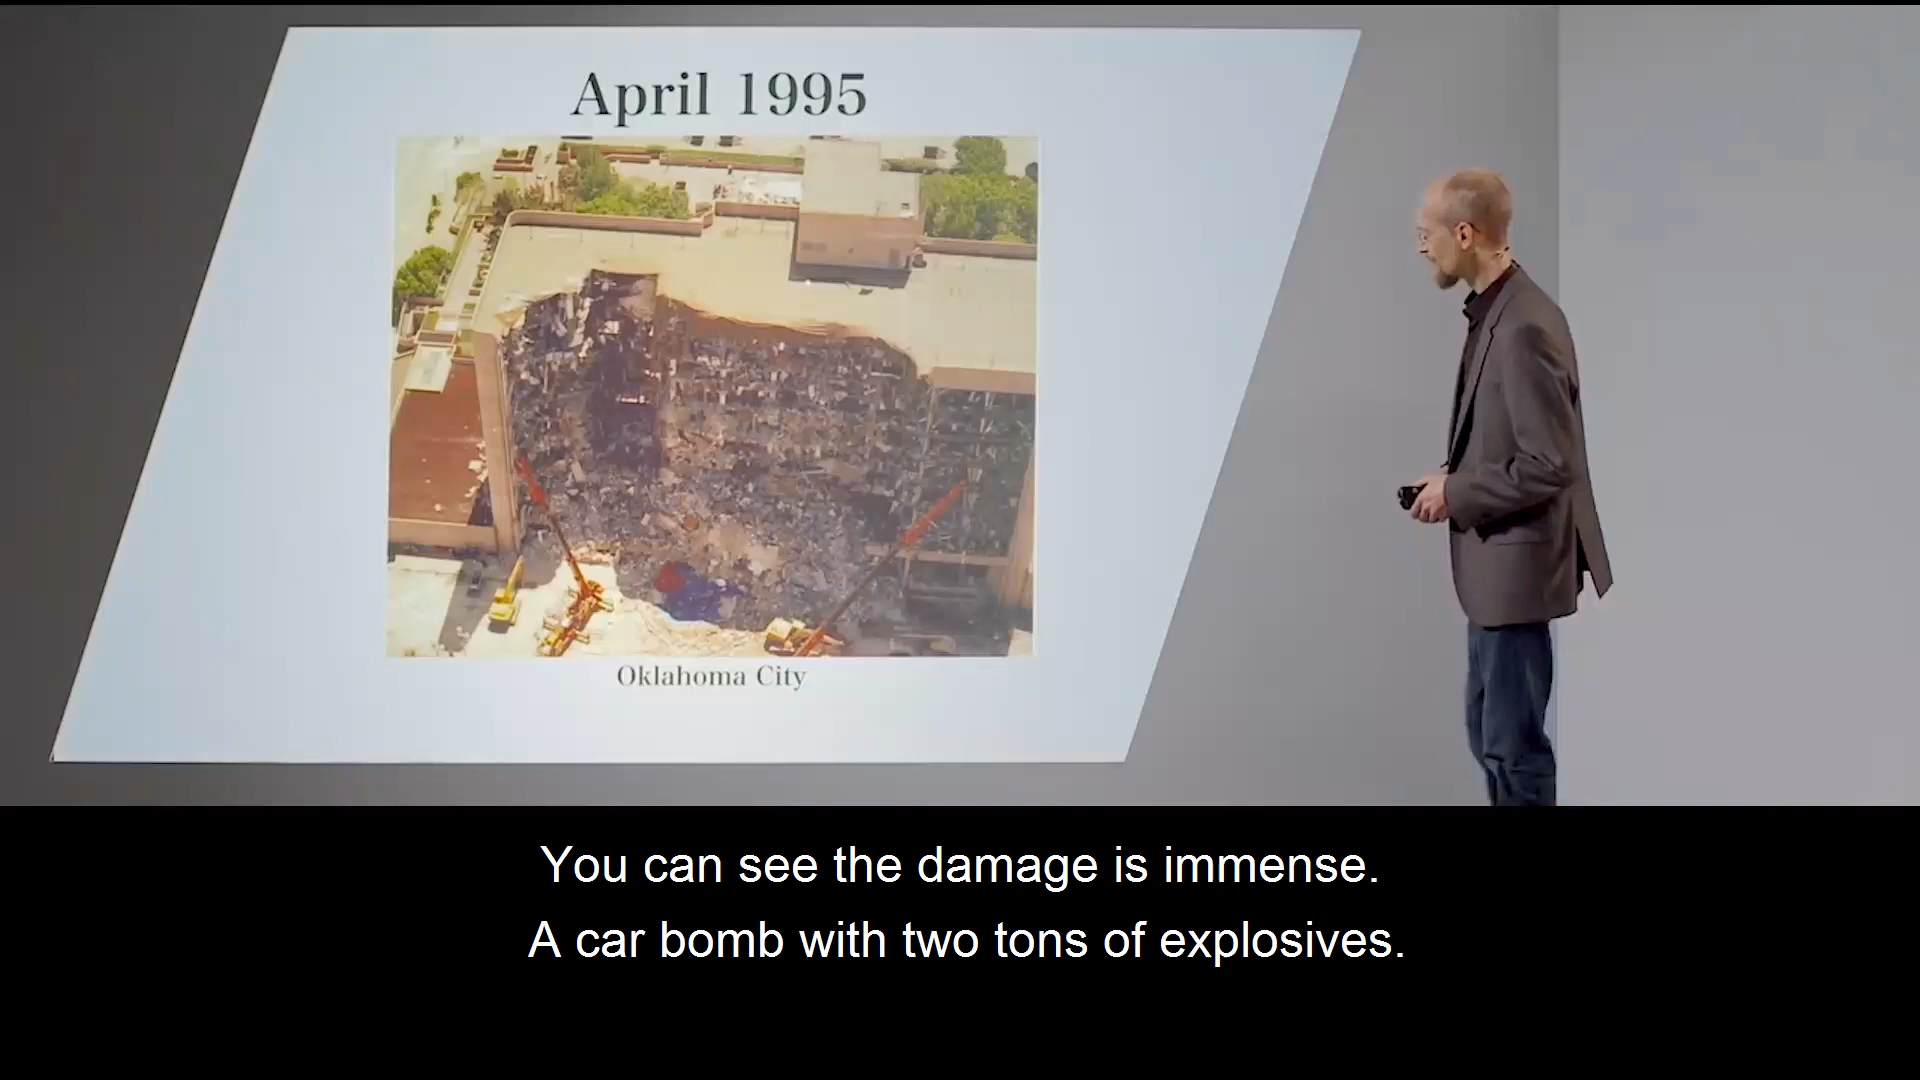 April 1995
Oklahoma City
You can see the damage is immense.
A car bomb with two tons of explosives.